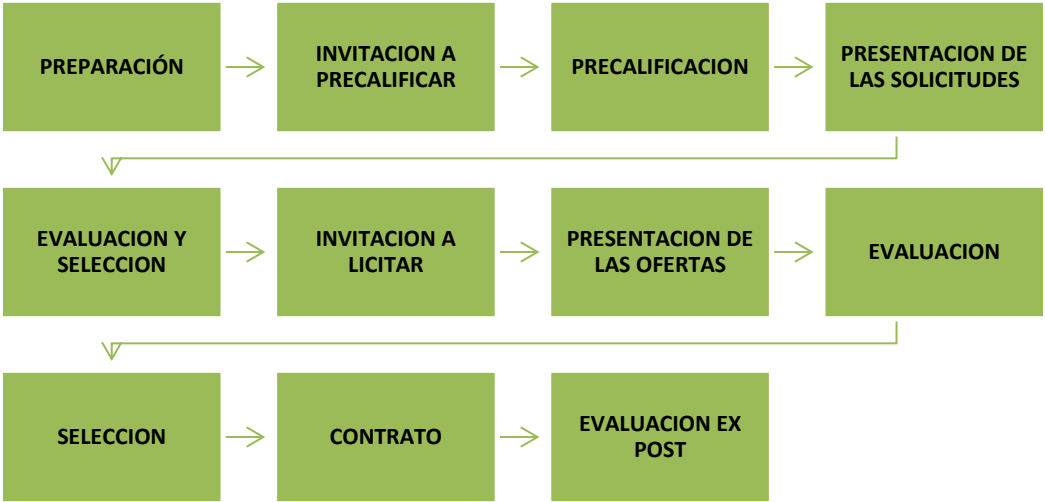 PREPARACIÓN
INVITACION A
PRECALIFICAR
PRECALIFICACION
PRESENTACION DE
LAS SOLICITUDES
EVALUACION Y
SELECCION
INVITACION A
LICITAR
PRESENTACION DE
LAS OFERTAS
EVALUACION
SELECCION
CONTRATO
EVALUACION EX
POST